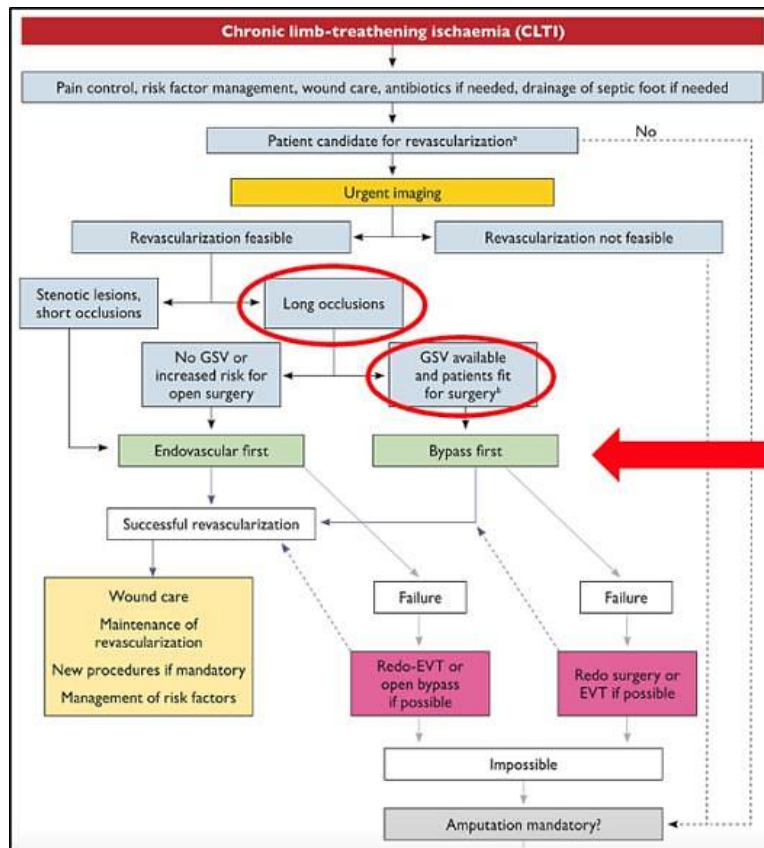 Chronic limb-treathening ischaemia (CLTI)
Pain control, risk factor management, wound care, antibiotics if needed, drainage of septic foot if needed
Patient candidate for revascularizationᵃ
No
Urgent imaging
Revascularization feasible
Revascularization not feasible
Stenotic lesions,
short occlusions
Long occlusions
No GSV or
increased risk for
open surgery
GSV available
and patients fit
for surgeryᵇ
Endovascular first
Bypass first
Successful revascularization
Wound care
Maintenance of
revascularization
New procedures if mandatory
Management of risk factors
Failure
Failure
Redo-EVT or
open bypass
if possible
Redo surgery or
EVT if possible
Impossible
Amputation mandatory?